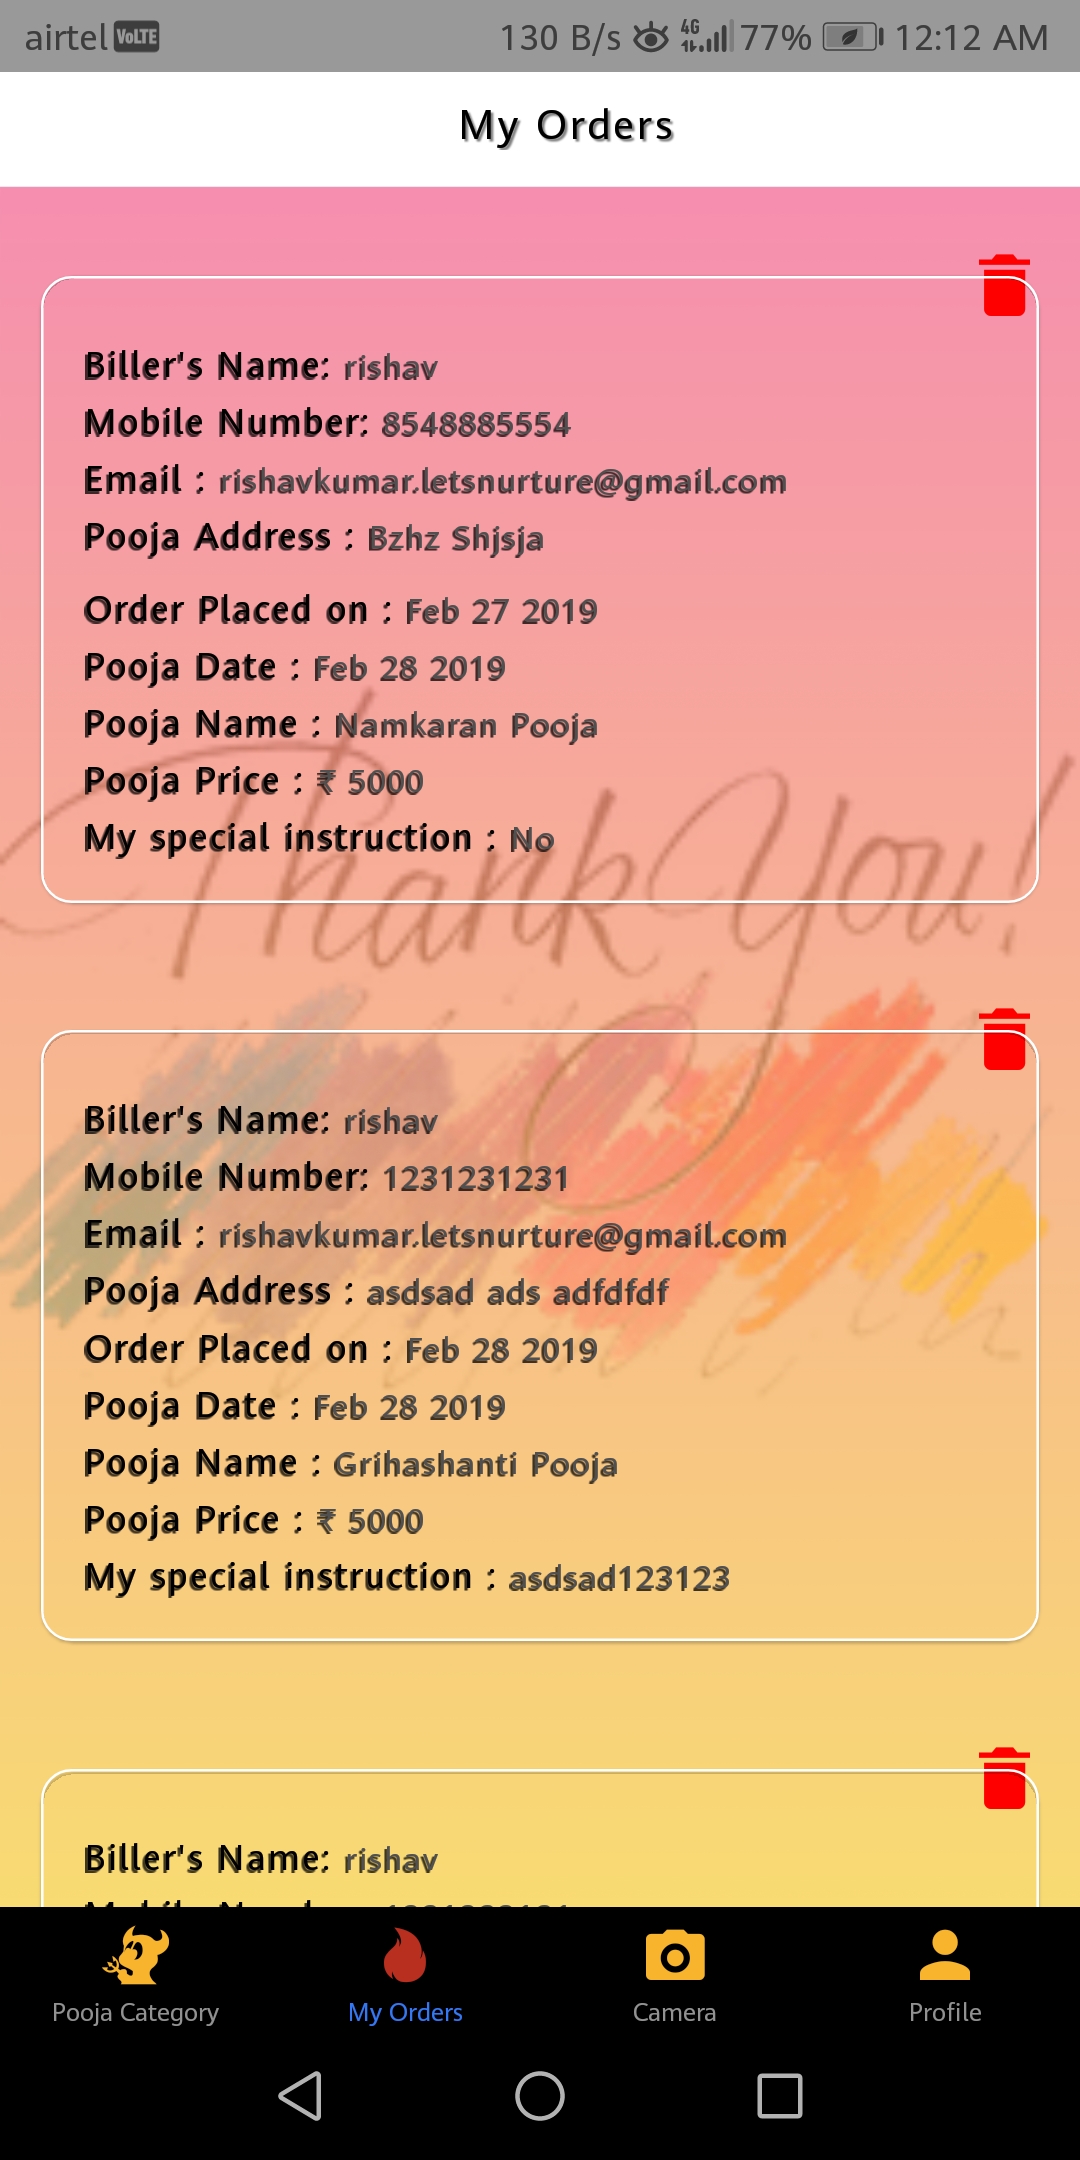 airtel VoLTE 130 B/s 4G 77% 12:12 AM
My Orders
Biller's Name: rishav
Mobile Number: 8548885554
Email : rishavkumar.letsnurture@gmail.com
Pooja Address : Bzhz Shjsja
Order Placed on : Feb 27 2019
Pooja Date : Feb 28 2019
Pooja Name : Namkaran Pooja
Pooja Price : ₹ 5000
My special instruction : No
Thank You!
Biller's Name: rishav
Mobile Number: 1231231231
Email : rishavkumar.letsnurture@gmail.com
Pooja Address : asdsad ads adfdfdf
Order Placed on : Feb 28 2019
Pooja Date : Feb 28 2019
Pooja Name : Grihashanti Pooja
Pooja Price : ₹ 5000
My special instruction : asdsad123123
Biller's Name: rishav
Pooja Category
My Orders
Camera
Profile